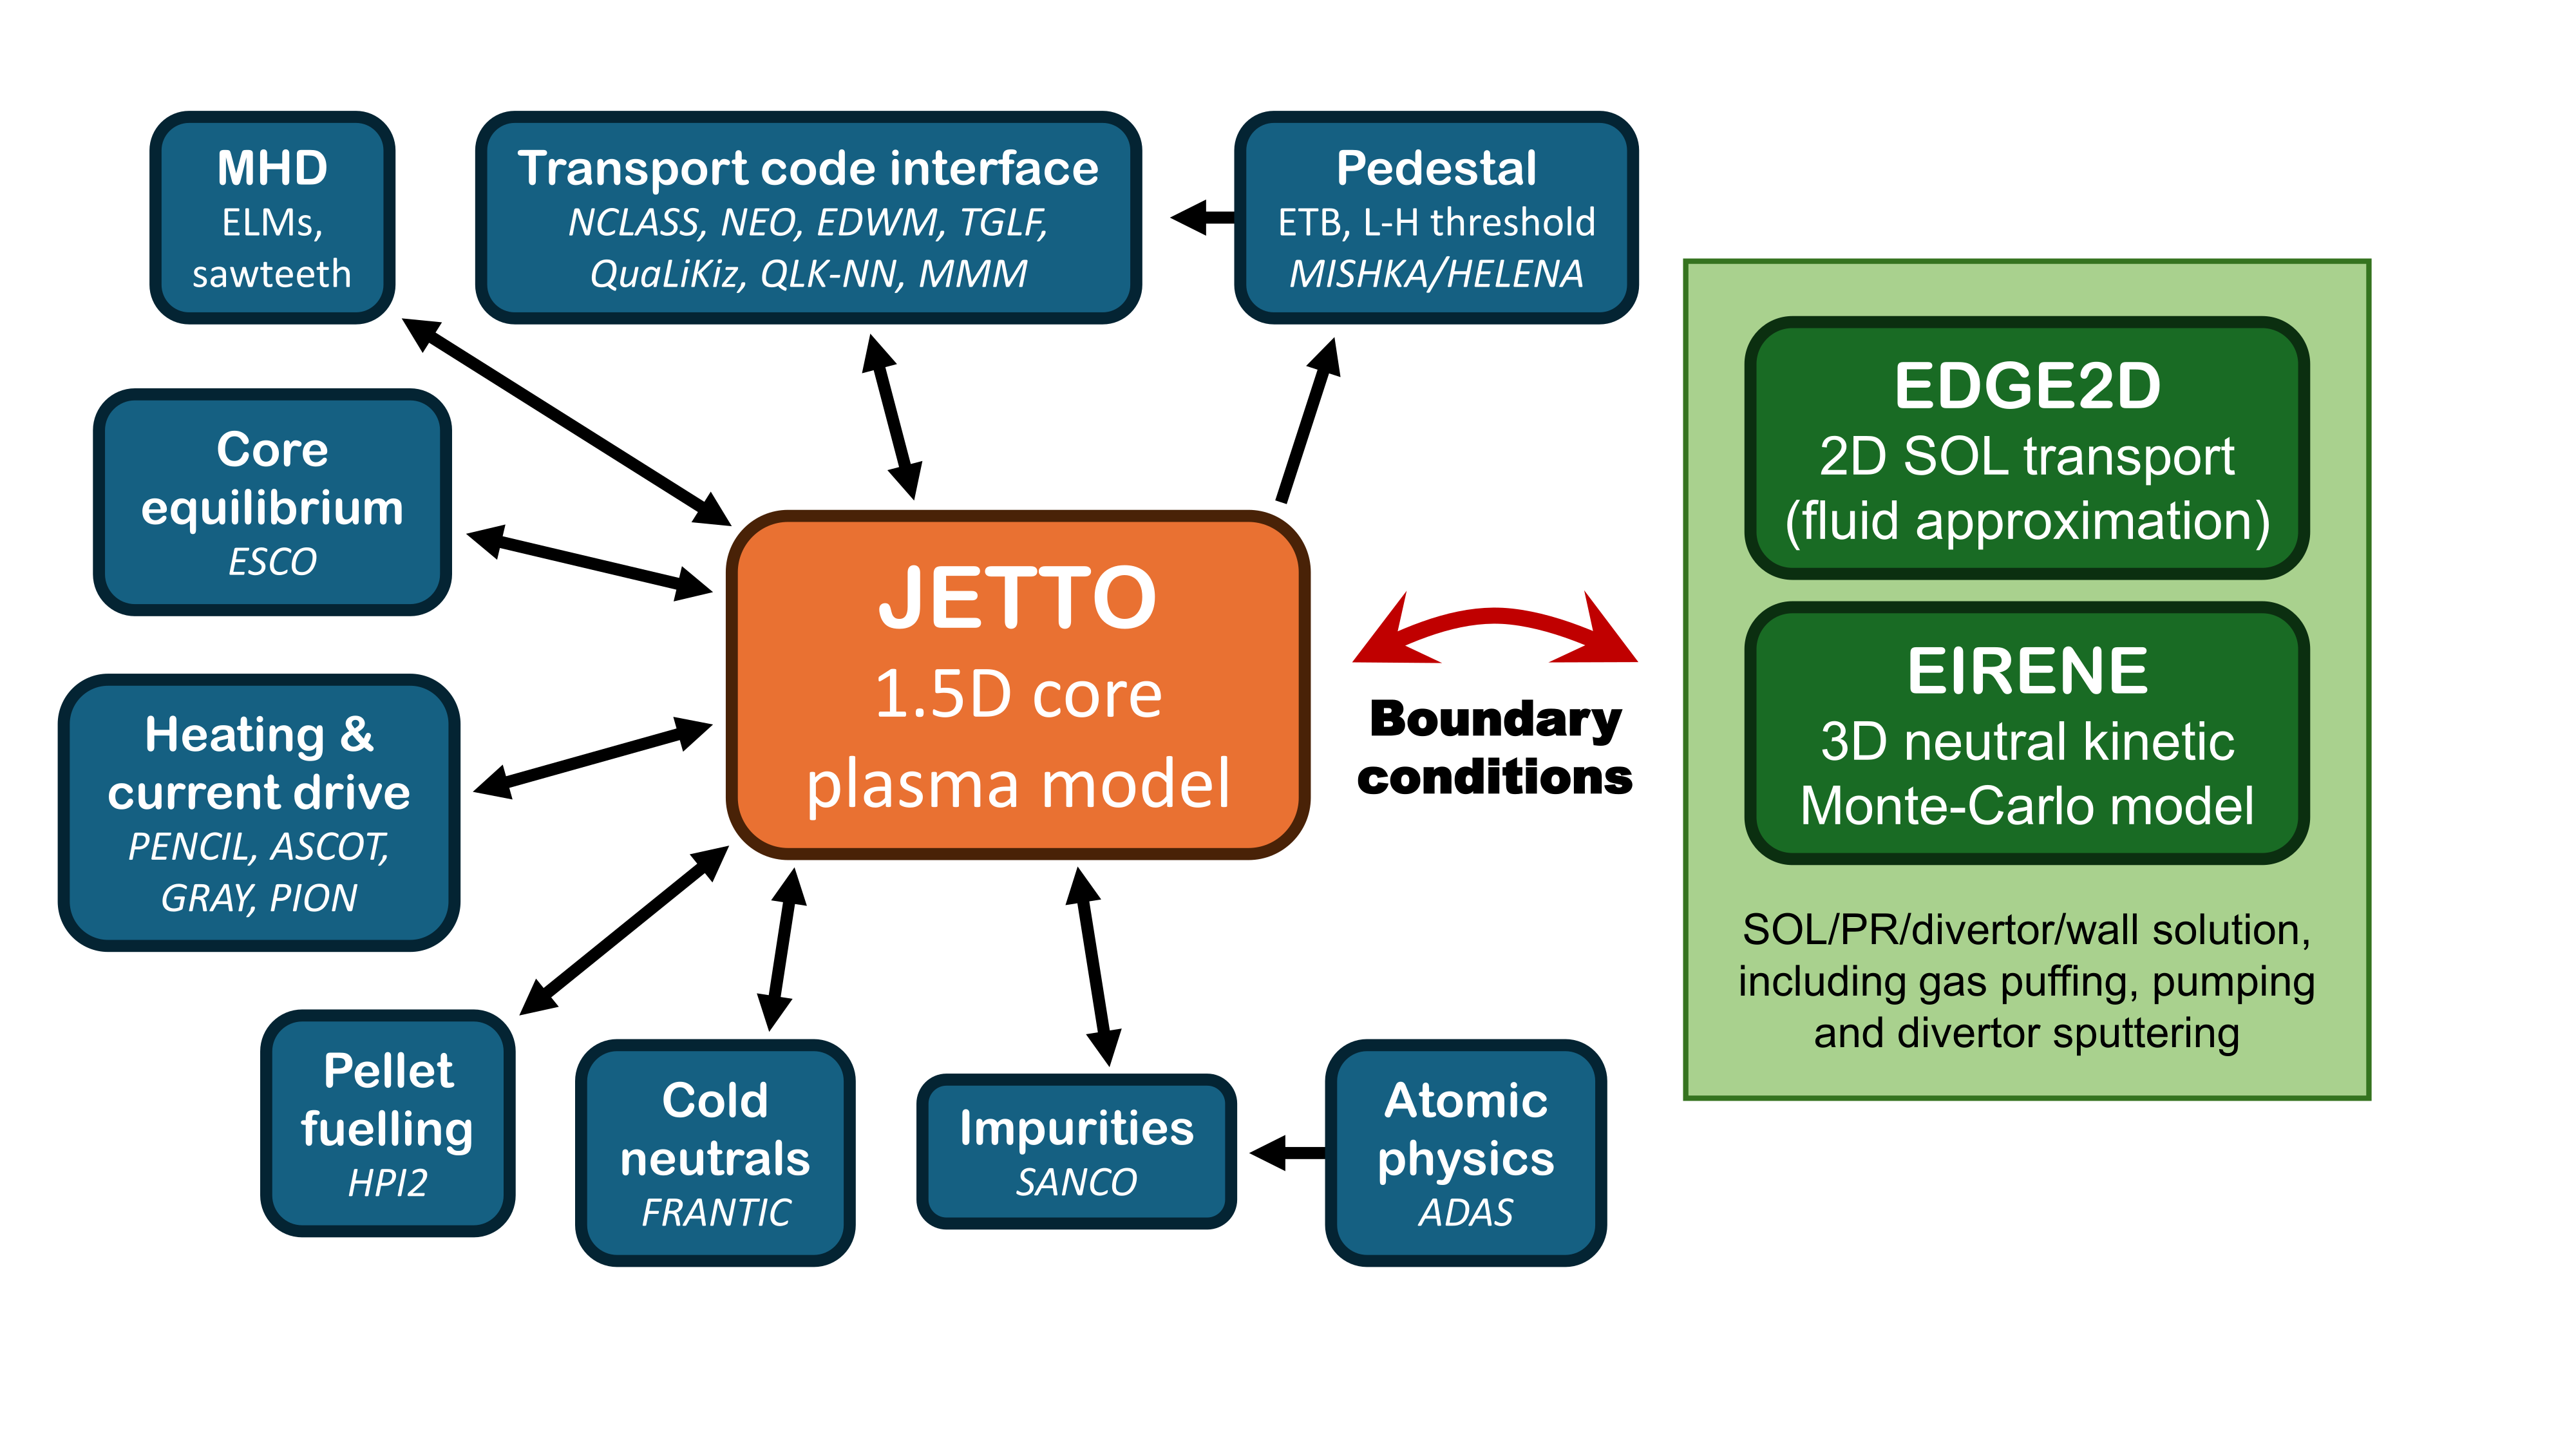 MHD
ELMs,
sawteeth
Transport code interface
NCLASS, NEO, EDWM, TGLF,
QuaLiKiz, QLK-NN, MMM
Pedestal
ETB, L-H threshold
MISHKA/HELENA
Core
equilibrium
ESCO
Heating &
current drive
PENCIL, ASCOT,
GRAY, PION
JETTO
1.5D core
plasma model
Boundary
conditions
EDGE2D
2D SOL transport
(fluid approximation)
EIRENE
3D neutral kinetic
Monte-Carlo model
SOL/PR/divertor/wall solution,
including gas puffing, pumping
and divertor sputtering
Pellet
fuelling
HPI2
Cold
neutrals
FRANTIC
Impurities
SANCO
Atomic
physics
ADAS